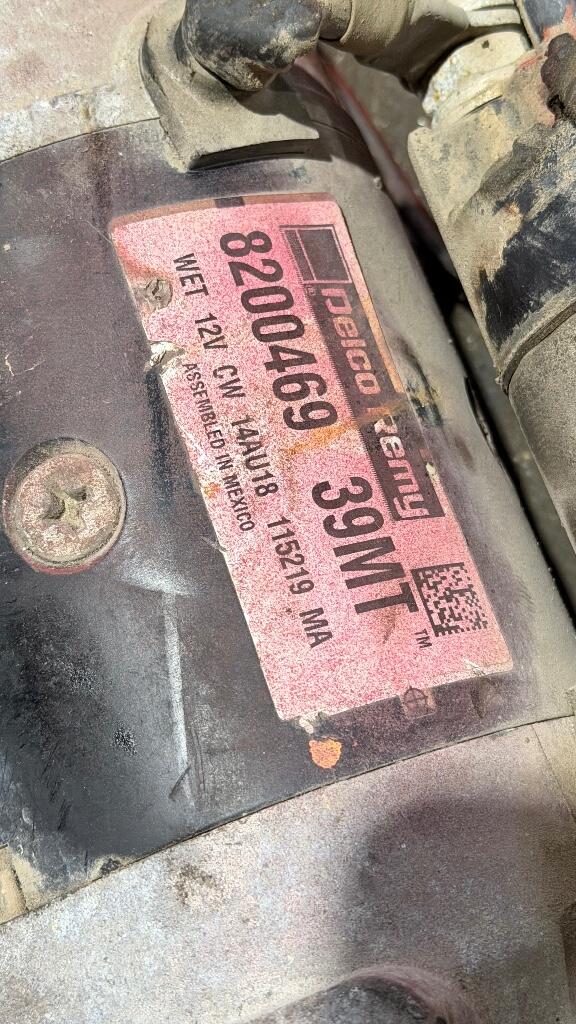 Delco Remy
8200469 39MT™
WET 12V CW 14AU18 115219 MA
ASSEMBLED IN MEXICO